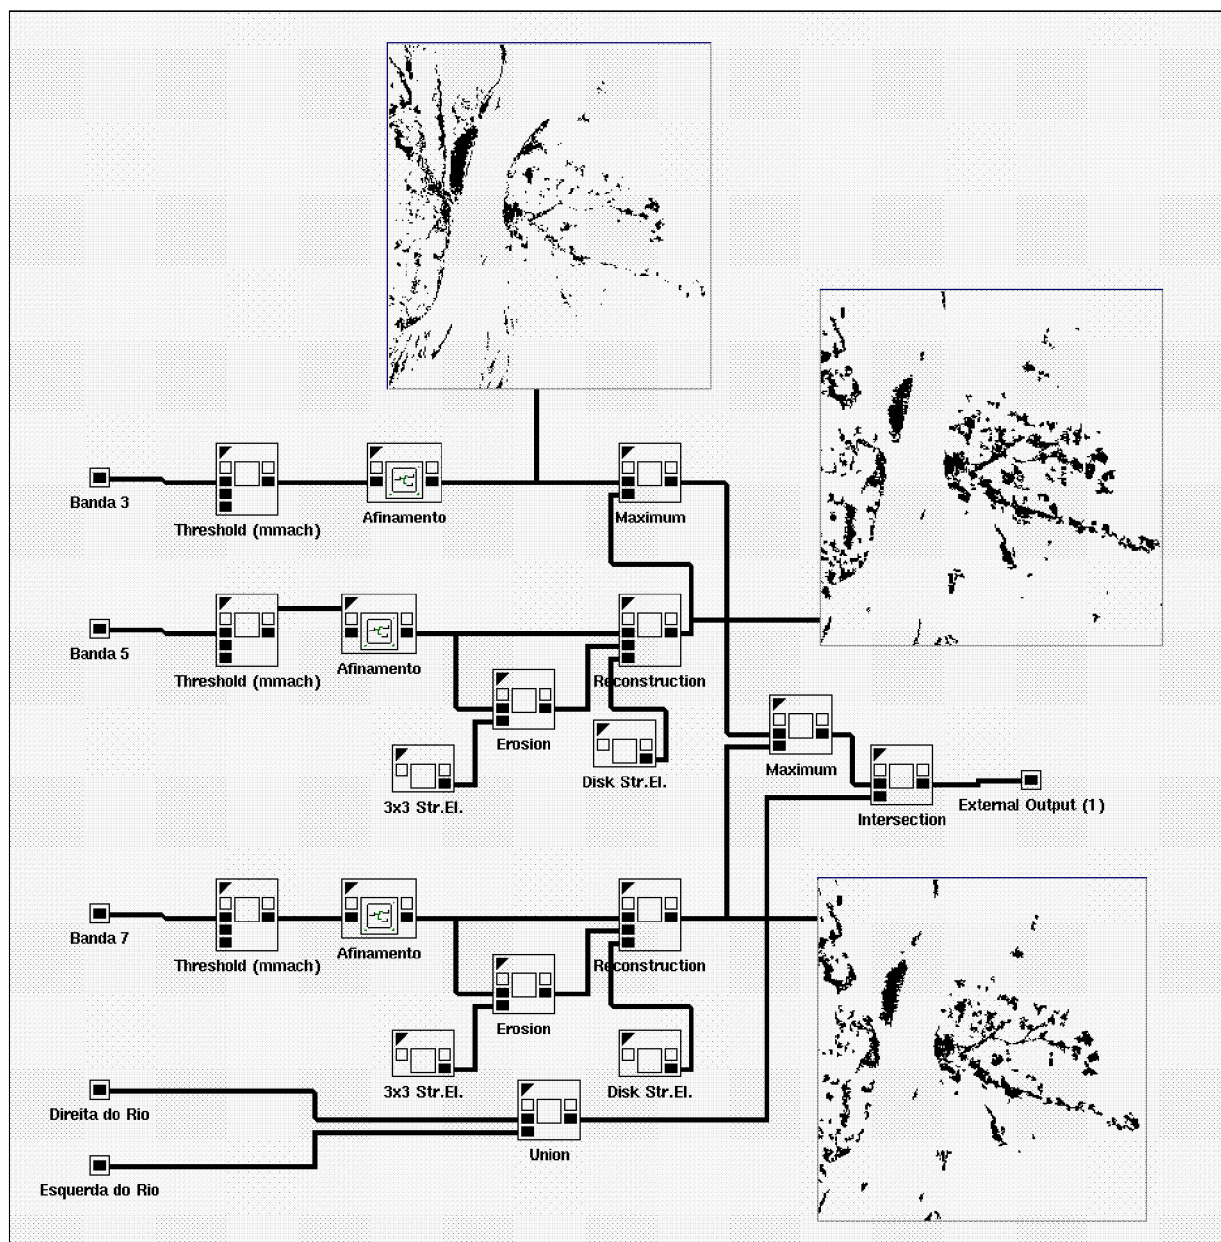 Banda 3
Threshold (mmach)
Afinamento
Maximum
Banda 5
Threshold (mmach)
Afinamento
Reconstruction
Erosion
3x3 Str.El.
Disk Str.El.
Maximum
Intersection
External Output (1)
Banda 7
Threshold (mmach)
Afinamento
Reconstruction
Erosion
3x3 Str.El.
Disk Str.El.
Direita do Rio
Union
Esquerda do Rio